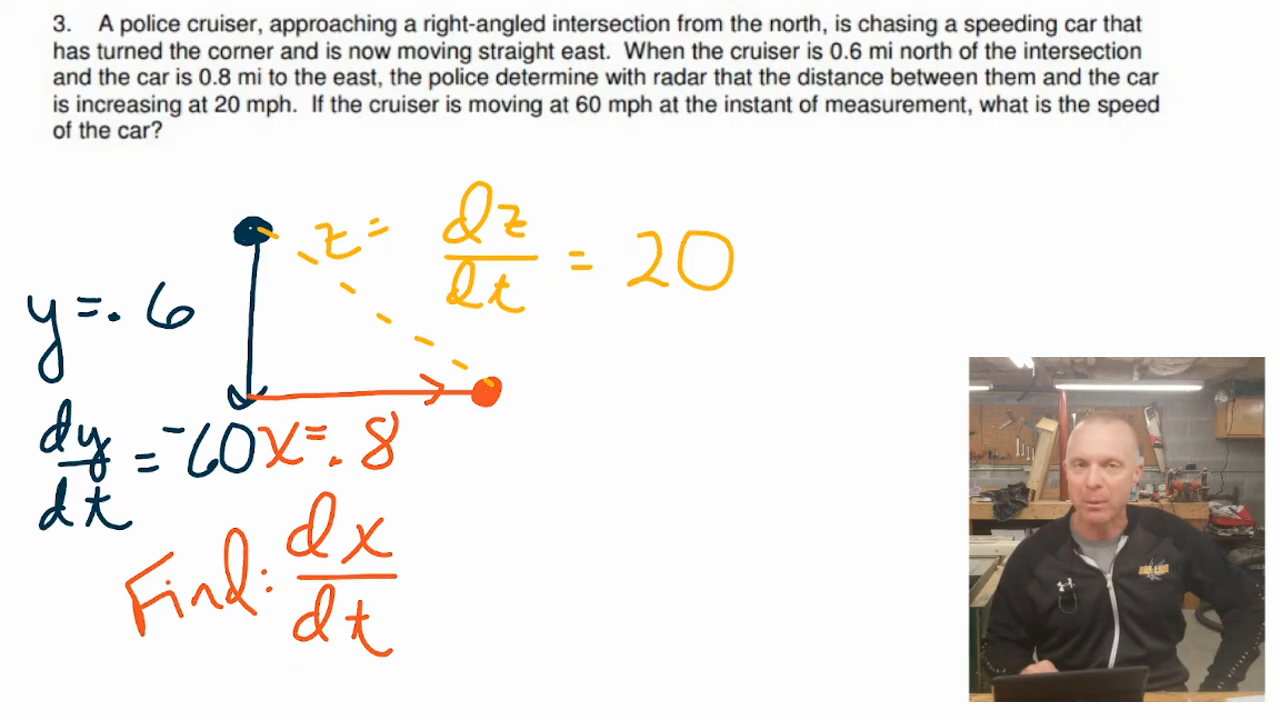 3. A police cruiser, approaching a right-angled intersection from the north, is chasing a speeding car that
has turned the corner and is now moving straight east. When the cruiser is 0.6 mi north of the intersection
and the car is 0.8 mi to the east, the police determine with radar that the distance between them and the car
is increasing at 20 mph. If the cruiser is moving at 60 mph at the instant of measurement, what is the speed
of the car?
z= dz/dt = 20
y=.6
dy/dt = -60
x=.8
Find: dx/dt